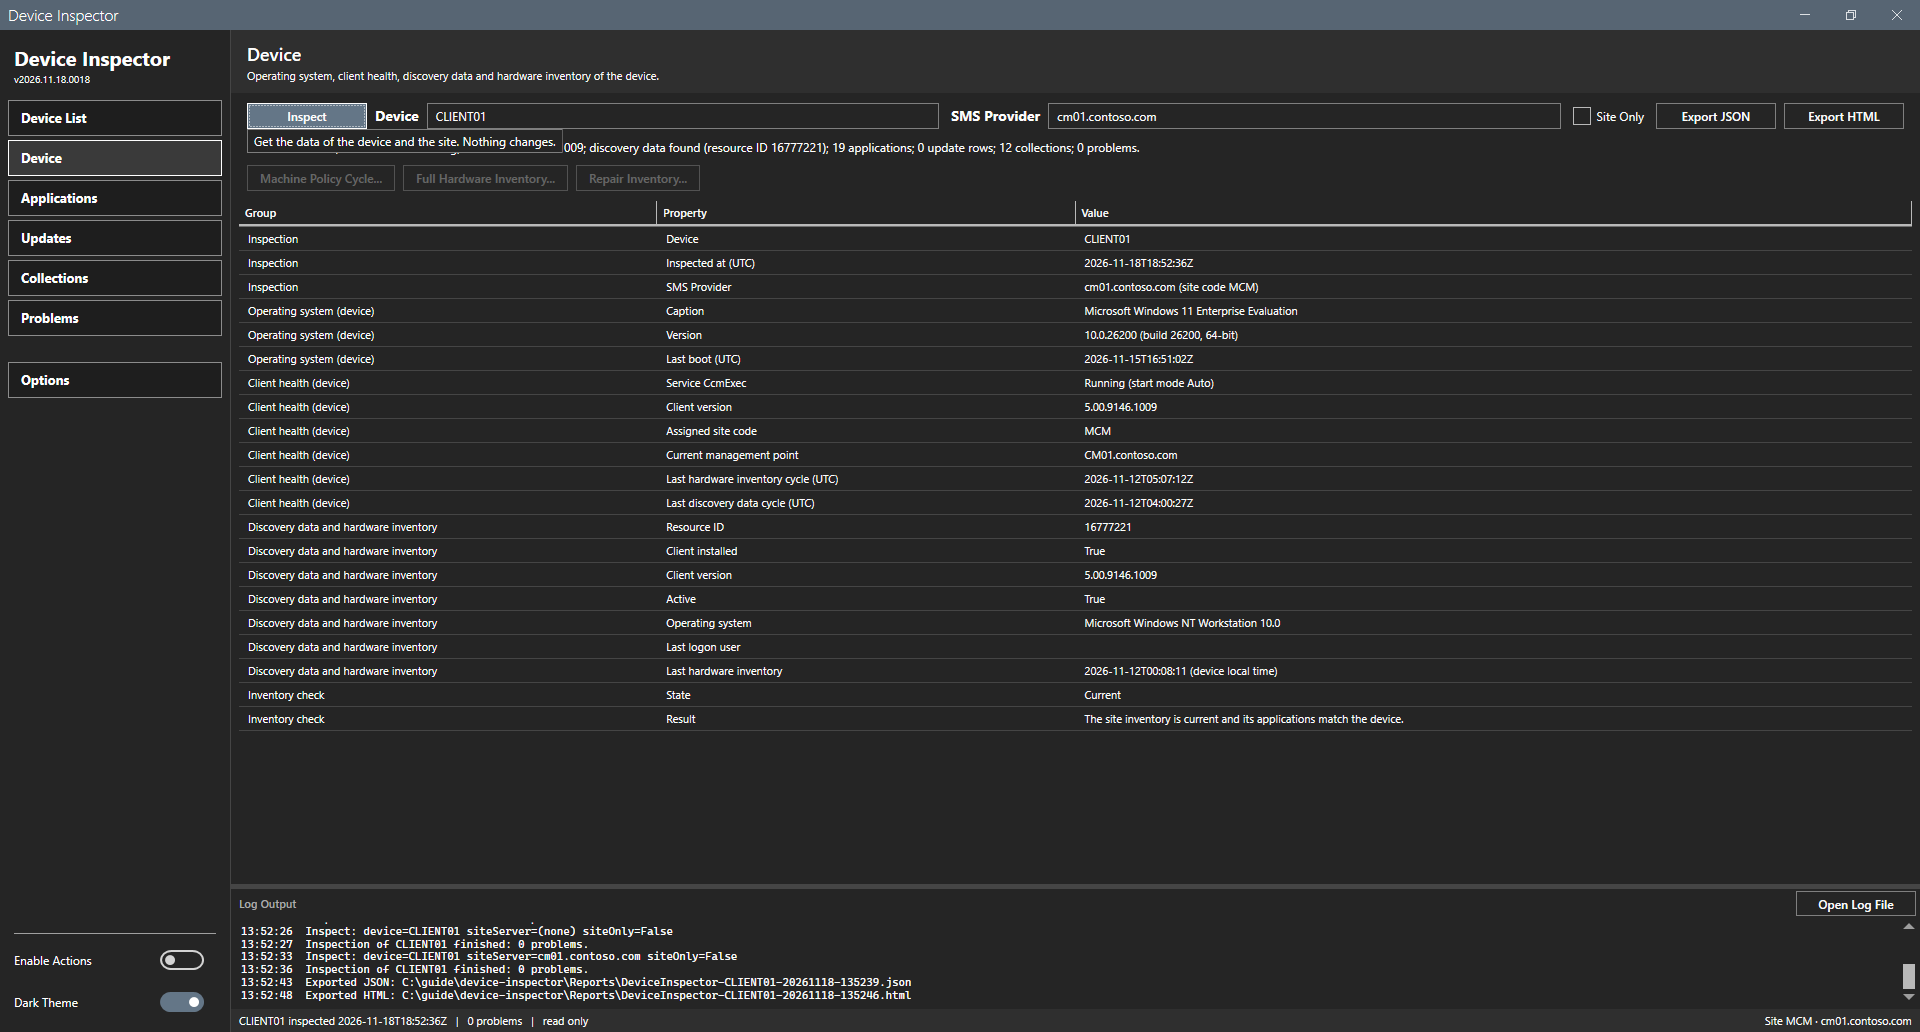 Device Inspector
Device Inspector
v2026.11.18.0018
Device List
Device
Applications
Updates
Collections
Problems
Options
Enable Actions
Dark Theme
Device
Operating system, client health, discovery data and hardware inventory of the device.
Inspect Device CLIENT01 SMS Provider cm01.contoso.com Site Only Export JSON Export HTML
Get the data of the device and the site. Nothing changes.
009; discovery data found (resource ID 16777221); 19 applications; 0 update rows; 12 collections; 0 problems.
Machine Policy Cycle... Full Hardware Inventory... Repair Inventory...
Group Property Value
Inspection Device CLIENT01
Inspection Inspected at (UTC) 2026-11-18T18:52:36Z
Inspection SMS Provider cm01.contoso.com (site code MCM)
Operating system (device) Caption Microsoft Windows 11 Enterprise Evaluation
Operating system (device) Version 10.0.26200 (build 26200, 64-bit)
Operating system (device) Last boot (UTC) 2026-11-15T16:51:02Z
Client health (device) Service CcmExec Running (start mode Auto)
Client health (device) Client version 5.00.9146.1009
Client health (device) Assigned site code MCM
Client health (device) Current management point CM01.contoso.com
Client health (device) Last hardware inventory cycle (UTC) 2026-11-12T05:07:12Z
Client health (device) Last discovery data cycle (UTC) 2026-11-12T04:00:27Z
Discovery data and hardware inventory Resource ID 16777221
Discovery data and hardware inventory Client installed True
Discovery data and hardware inventory Client version 5.00.9146.1009
Discovery data and hardware inventory Active True
Discovery data and hardware inventory Operating system Microsoft Windows NT Workstation 10.0
Discovery data and hardware inventory Last logon user
Discovery data and hardware inventory Last hardware inventory 2026-11-12T00:08:11 (device local time)
Inventory check State Current
Inventory check Result The site inventory is current and its applications match the device.
Log Output Open Log File
13:52:26 Inspect: device=CLIENT01 siteServer=(none) siteOnly=False
13:52:27 Inspection of CLIENT01 finished: 0 problems.
13:52:33 Inspect: device=CLIENT01 siteServer=cm01.contoso.com siteOnly=False
13:52:36 Inspection of CLIENT01 finished: 0 problems.
13:52:43 Exported JSON: C:\guide\device-inspector\Reports\DeviceInspector-CLIENT01-20261118-135239.json
13:52:48 Exported HTML: C:\guide\device-inspector\Reports\DeviceInspector-CLIENT01-20261118-135246.html
CLIENT01 inspected 2026-11-18T18:52:36Z | 0 problems | read only Site MCM · cm01.contoso.com